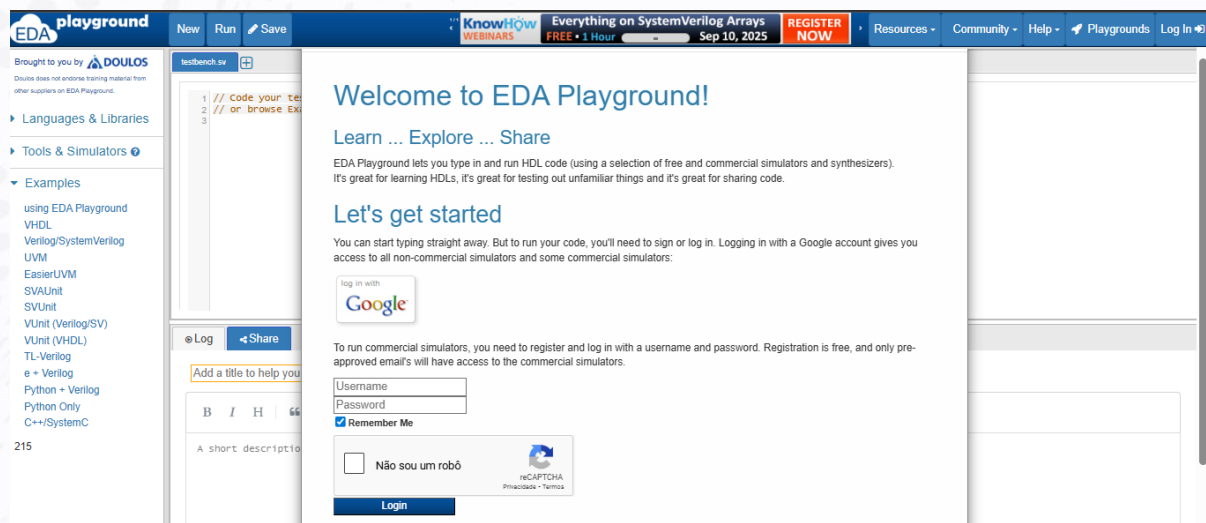 EDA playground
New Run Save
KnowHow WEBINARS
Everything on SystemVerilog Arrays
FREE • 1 Hour Sep 10, 2025
REGISTER NOW
Resources Community Help Playgrounds Log In
Brought to you by DOULOS
Doulos does not endorse training material from
other suppliers on EDA Playground.
Languages & Libraries
Tools & Simulators
Examples
using EDA Playground
VHDL
Verilog/SystemVerilog
UVM
EasierUVM
SVAUnit
SVUnit
VUnit (Verilog/SV)
VUnit (VHDL)
TL-Verilog
e + Verilog
Python + Verilog
Python Only
C++/SystemC
215
testbench.sv
1 // Code your te
2 // or browse Exa
3
Log Share
Add a title to help you
B I H
A short descriptio
Welcome to EDA Playground!
Learn ... Explore ... Share
EDA Playground lets you type in and run HDL code (using a selection of free and commercial simulators and synthesizers).
It's great for learning HDLs, it's great for testing out unfamiliar things and it's great for sharing code.
Let's get started
You can start typing straight away. But to run your code, you'll need to sign or log in. Logging in with a Google account gives you
access to all non-commercial simulators and some commercial simulators:
log in with
Google
To run commercial simulators, you need to register and log in with a username and password. Registration is free, and only pre-
approved email's will have access to the commercial simulators.
Username
Password
Remember Me
Não sou um robô
reCAPTCHA
Privacidade - Termos
Login